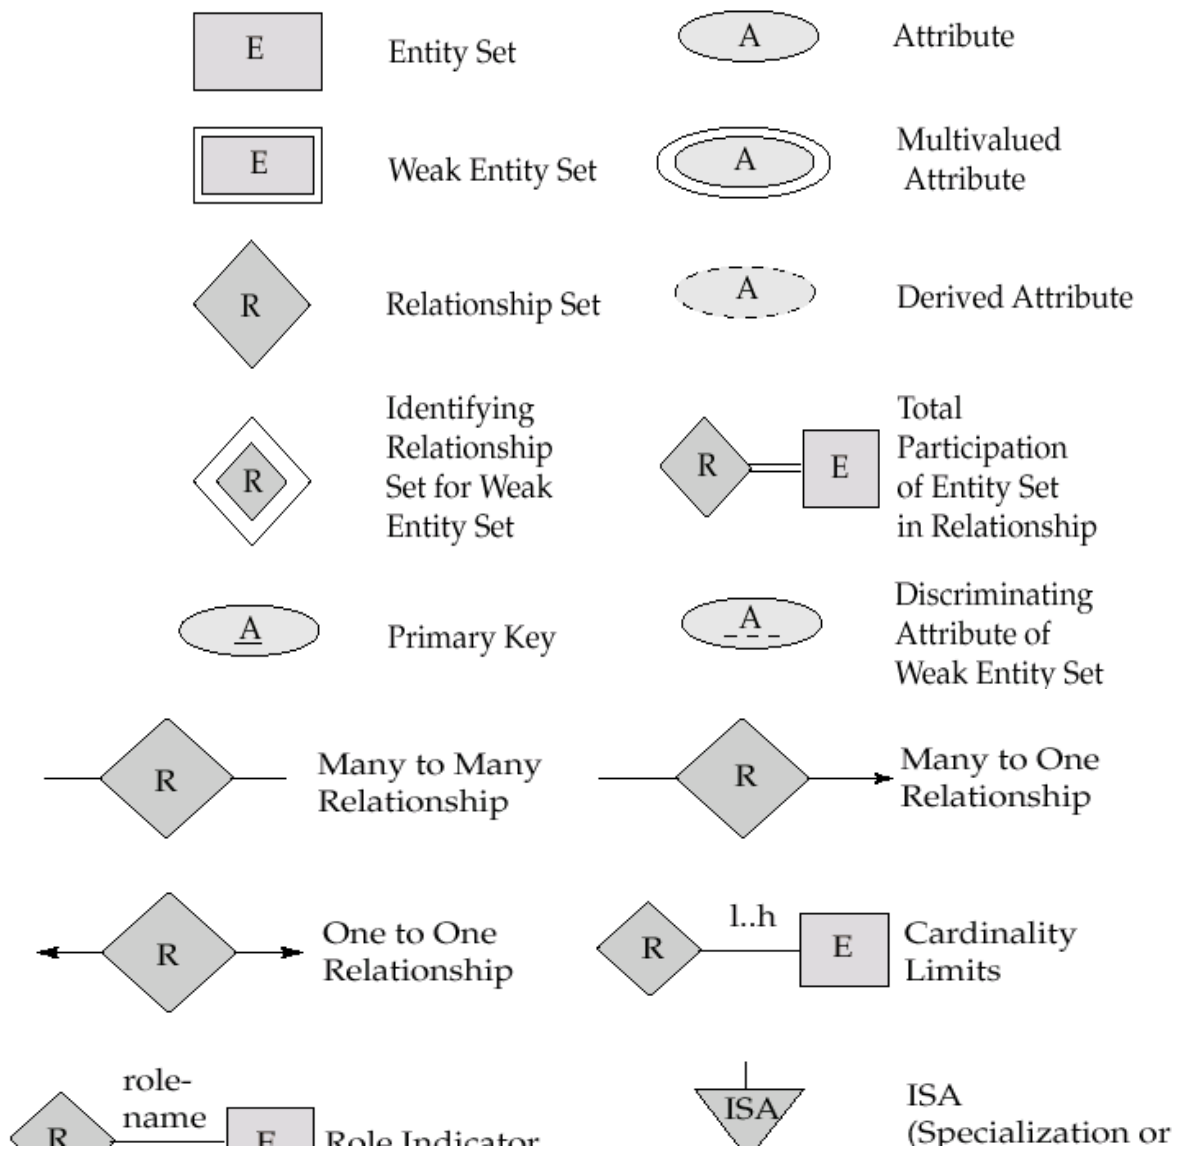 E
Entity Set
A
Attribute
E
Weak Entity Set
A
Multivalued
Attribute
R
Relationship Set
A
Derived Attribute
R
Identifying
Relationship
Set for Weak
Entity Set
R
E
Total
Participation
of Entity Set
in Relationship
A
Primary Key
A
Discriminating
Attribute of
Weak Entity Set
R
Many to Many
Relationship
R
Many to One
Relationship
R
One to One
Relationship
R
l..h
E
Cardinality
Limits
R
role-
name
E
Role Indicator
ISA
ISA
(Specialization or